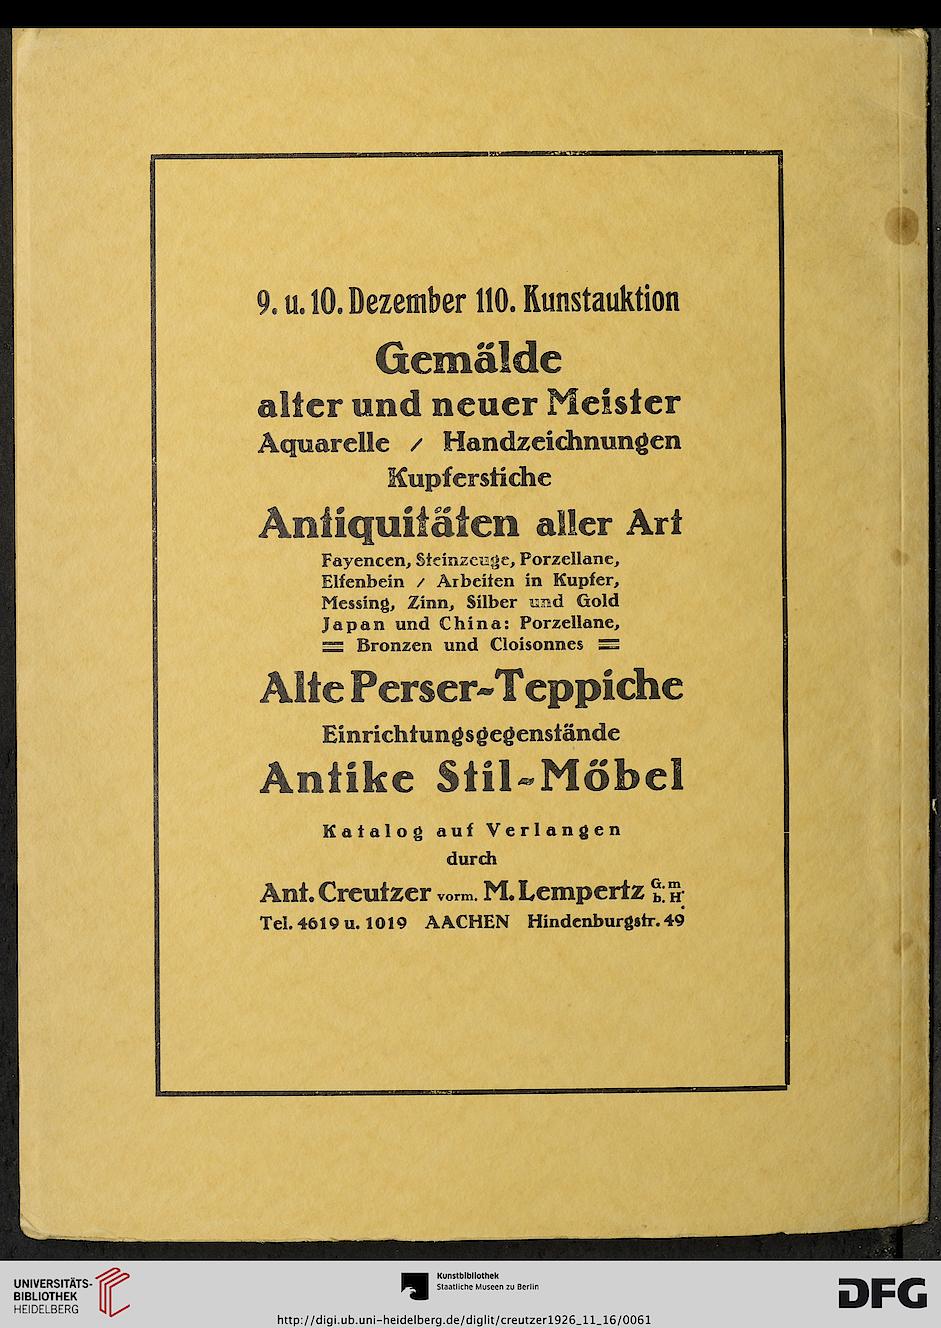 9. u. 10. Dezember 110. Kunstauktion
Gemälde
alter und neuer Meister
Aquarelle / Handzeichnungen
Kupferstiche
Antiquitäten aller Art
Fayencen, Steinzeuge, Porzellane,
Elfenbein / Arbeiten in Kupfer,
Messing, Zinn, Silber und Gold
Japan und China: Porzellane,
Bronzen und Cloisonnes
Alte Perser-Teppiche
Einrichtungsgegenstände
Antike Stil-Möbel
Katalog auf Verlangen
durch
Ant. Creutzer vorm. M. Lempertz G. m. b. H.
Tel. 4619 u. 1019 AACHEN Hindenburgstr. 49
UNIVERSITÄTS-
BIBLIOTHEK
HEIDELBERG
Kunstbibliothek
Staatliche Museen zu Berlin
DFG
http://digi.ub.uni-heidelberg.de/diglit/creutzer1926_11_16/0061